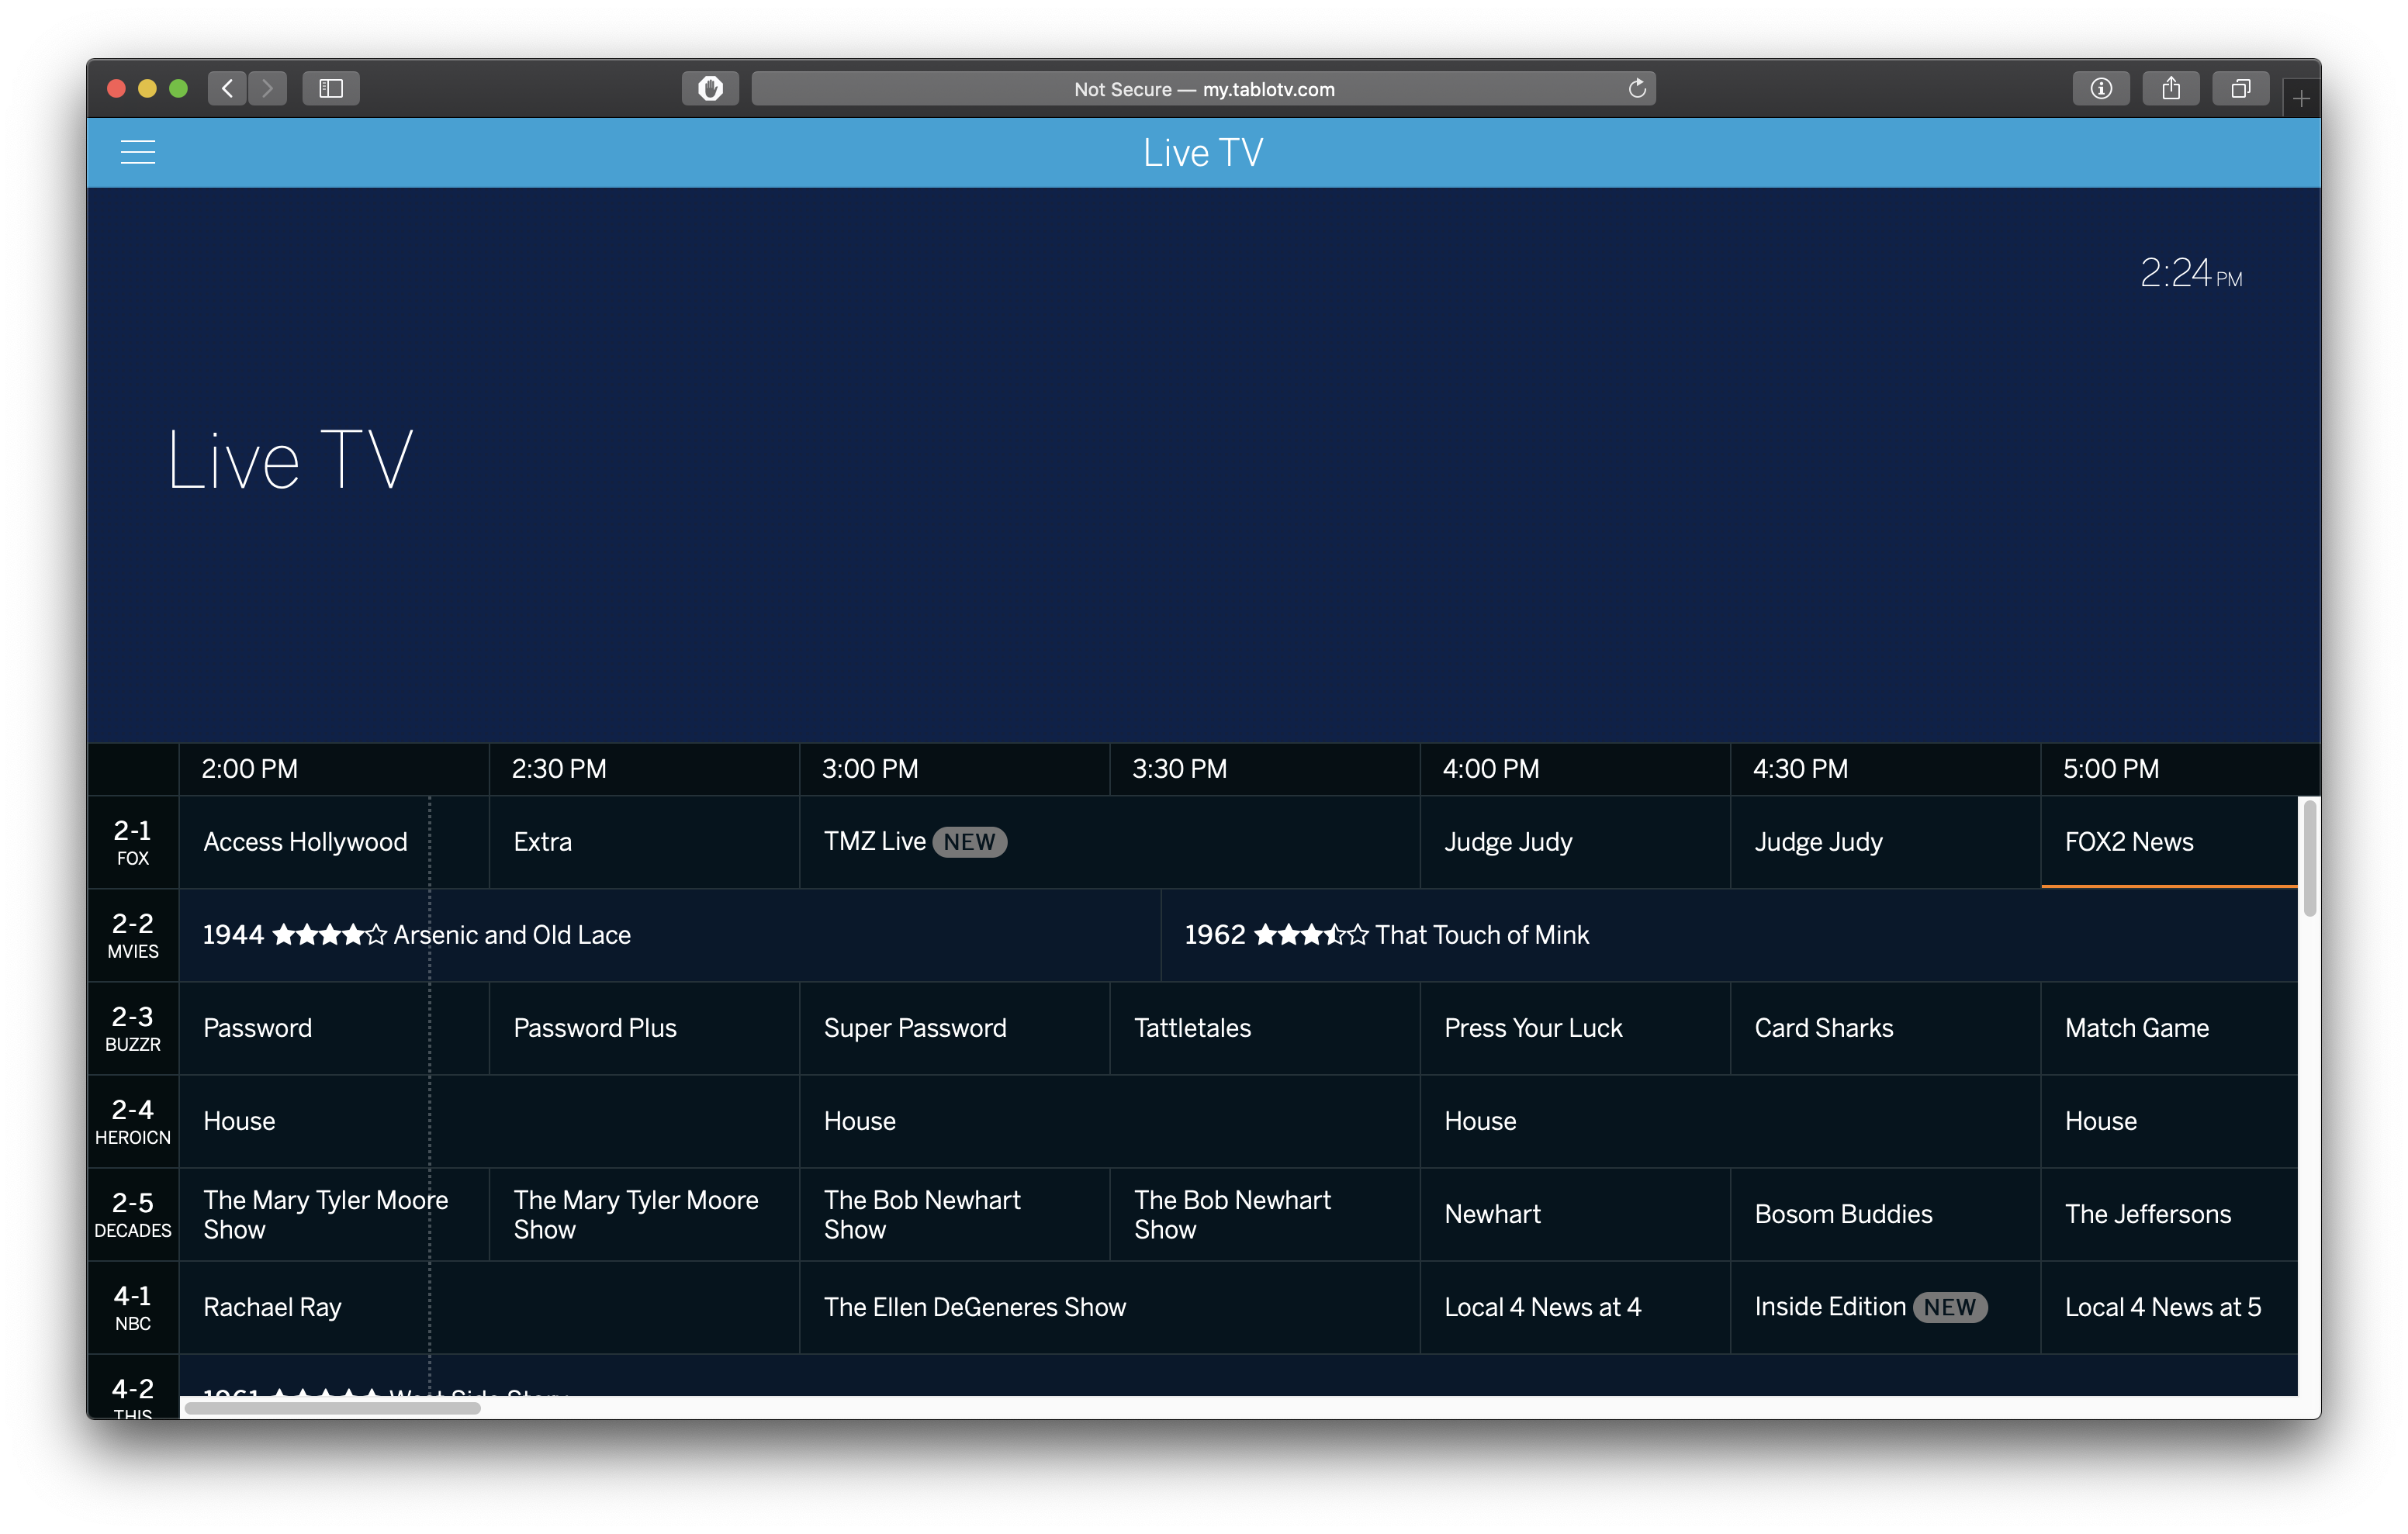 Not Secure — my.tablotv.com
Live TV
2:24 PM
Live TV
2:00 PM 2:30 PM 3:00 PM 3:30 PM 4:00 PM 4:30 PM 5:00 PM
2-1
FOX
Access Hollywood
Extra
TMZ Live NEW
Judge Judy
Judge Judy
FOX2 News
2-2
MVIES
1944 ★★★★☆ Arsenic and Old Lace
1962 ★★★⯪☆ That Touch of Mink
2-3
BUZZR
Password
Password Plus
Super Password
Tattletales
Press Your Luck
Card Sharks
Match Game
2-4
HEROICN
House
House
House
House
2-5
DECADES
The Mary Tyler Moore
Show
The Mary Tyler Moore
Show
The Bob Newhart
Show
The Bob Newhart
Show
Newhart
Bosom Buddies
The Jeffersons
4-1
NBC
Rachael Ray
The Ellen DeGeneres Show
Local 4 News at 4
Inside Edition NEW
Local 4 News at 5
4-2
THIS
1961 ★★★★★ West Side Story